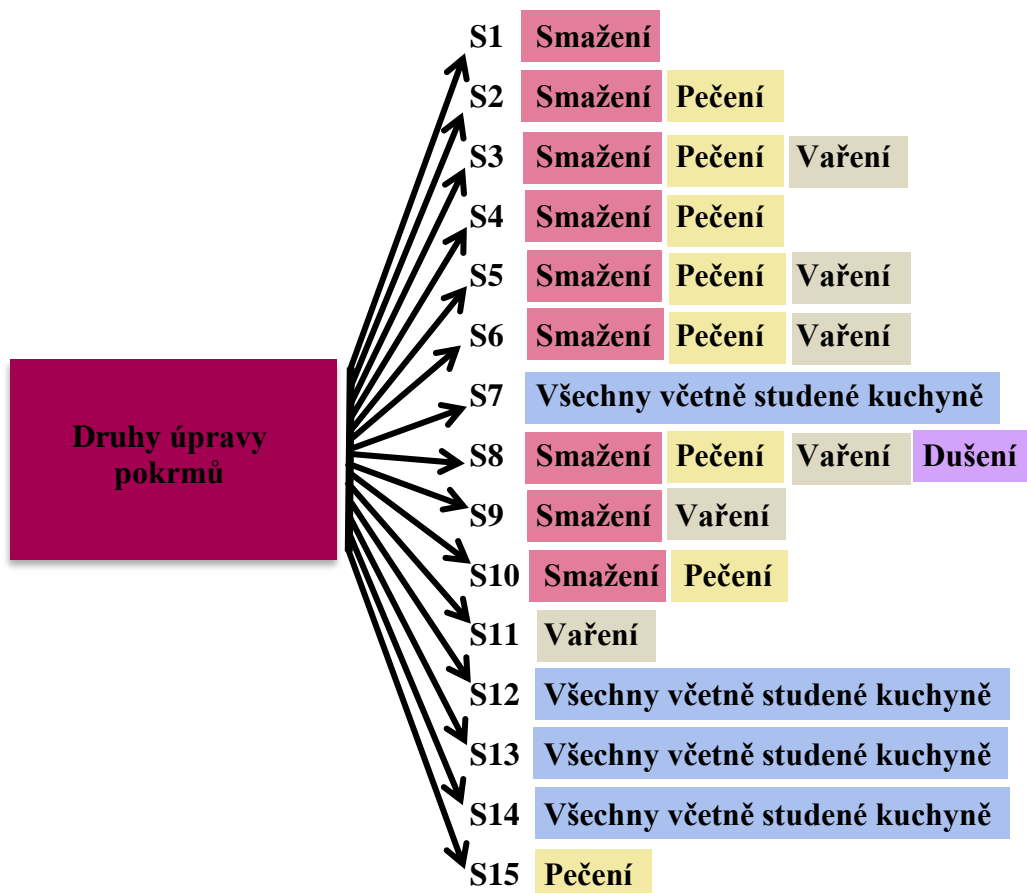 S1 Smažení
S2 Smažení Pečení
S3 Smažení Pečení Vaření
S4 Smažení Pečení
S5 Smažení Pečení Vaření
S6 Smažení Pečení Vaření
S7 Všechny včetně studené kuchyně
Druhy úpravy
pokrmů
S8 Smažení Pečení Vaření Dušení
S9 Smažení Vaření
S10 Smažení Pečení
S11 Vaření
S12 Všechny včetně studené kuchyně
S13 Všechny včetně studené kuchyně
S14 Všechny včetně studené kuchyně
S15 Pečení